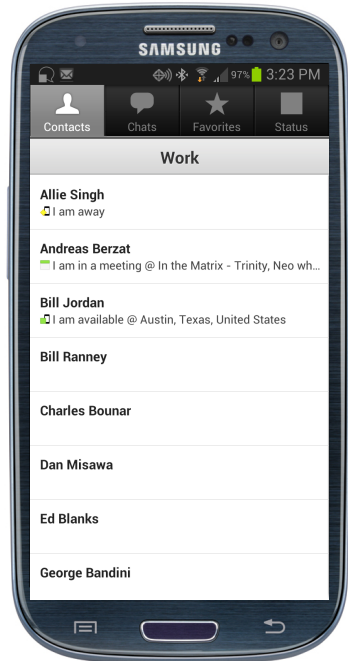 SAMSUNG
97% 3:23 PM
Contacts Chats Favorites Status
Work
Allie Singh
I am away
Andreas Berzat
I am in a meeting @ In the Matrix - Trinity, Neo wh...
Bill Jordan
I am available @ Austin, Texas, United States
Bill Ranney
Charles Bounar
Dan Misawa
Ed Blanks
George Bandini